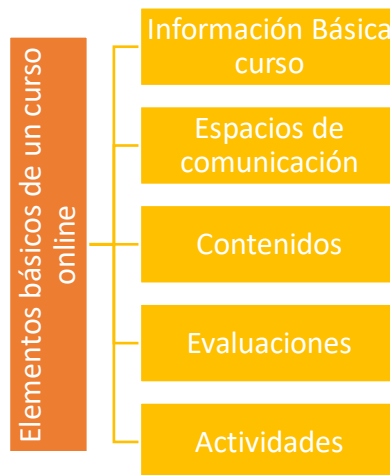 Elementos básicos de un curso
online
Información Básica
curso
Espacios de
comunicación
Contenidos
Evaluaciones
Actividades